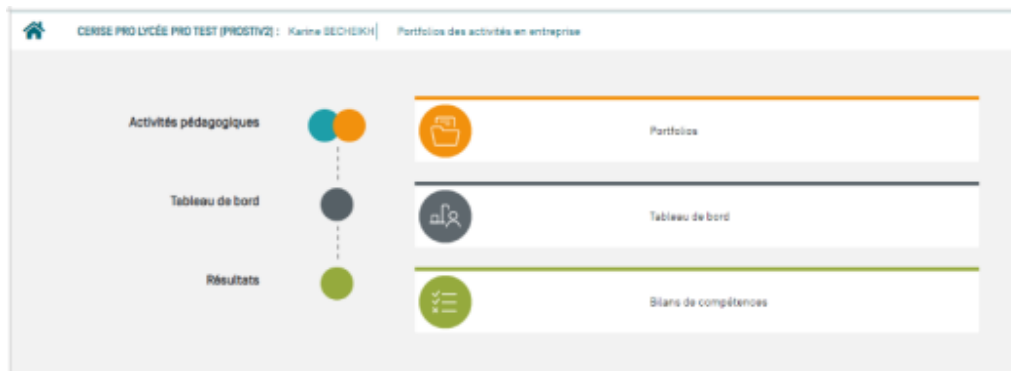 CERISE PRO LYCÉE PRO TEST (PROSTIV2) : Karine BECHEIKH Portfolios des activités en entreprise
Activités pédagogiques
Portfolios
Tableau de bord
Tableau de bord
Résultats
Bilans de compétences